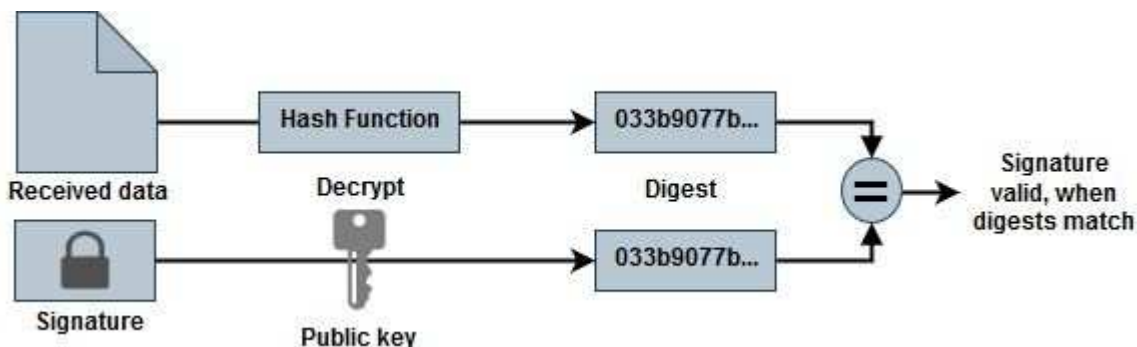 Hash Function
033b9077b...
Received data
Decrypt
Digest
=
Signature
valid, when
digests match
033b9077b...
Signature
Public key